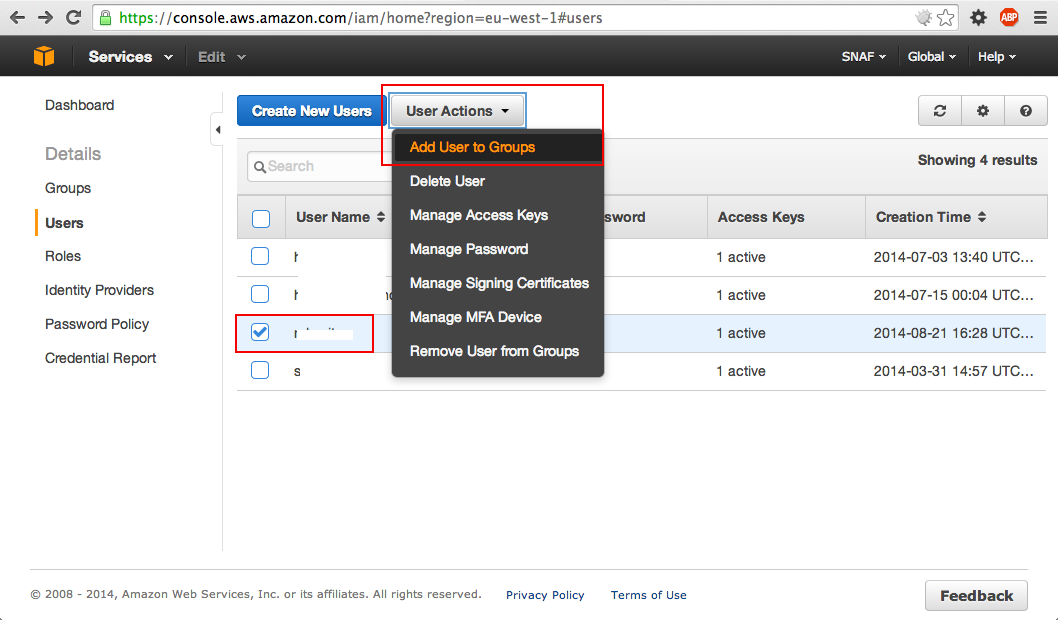 https://console.aws.amazon.com/iam/home?region=eu-west-1#users
ABP
Services Edit SNAF Global Help
Dashboard
Details
Groups
Users
Roles
Identity Providers
Password Policy
Credential Report
Create New Users User Actions
Add User to Groups
Delete User
Manage Access Keys
Manage Password
Manage Signing Certificates
Manage MFA Device
Remove User from Groups
Search
Showing 4 results
User Name Access Keys Creation Time
1 active 2014-07-03 13:40 UTC...
1 active 2014-07-15 00:04 UTC...
1 active 2014-08-21 16:28 UTC...
s 1 active 2014-03-31 14:57 UTC...
© 2008 - 2014, Amazon Web Services, Inc. or its affiliates. All rights reserved. Privacy Policy Terms of Use
Feedback